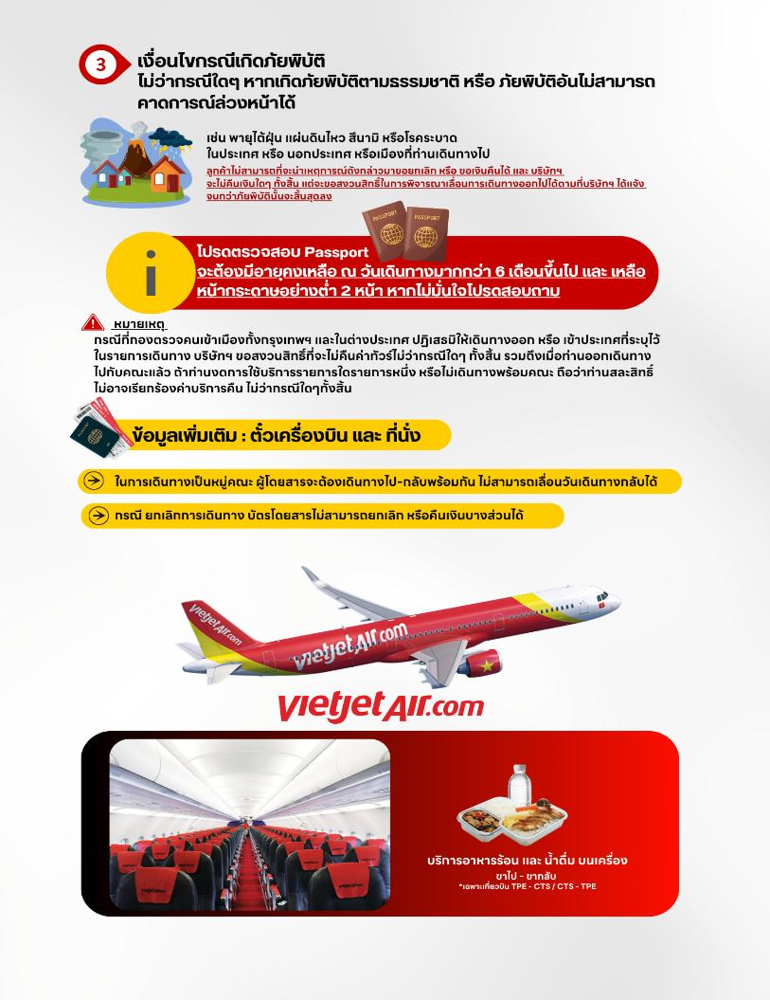 3
เงื่อนไขกรณีเกิดภัยพิบัติ
ไม่ว่ากรณีใดๆ หากเกิดภัยพิบัติตามธรรมชาติ หรือ ภัยพิบัติอันไม่สามารถ
คาดการณ์ล่วงหน้าได้
เช่น พายุไต้ฝุ่น แผ่นดินไหว สึนามิ หรือโรคระบาด
ในประเทศ หรือ นอกประเทศ หรือเมืองที่ท่านเดินทางไป
ลูกค้าไม่สามารถที่จะนำเหตุการณ์ดังกล่าวมาขอยกเลิก หรือ ขอเงินคืนได้ และ บริษัทฯ
จะไม่คืนเงินใดๆ ทั้งสิ้น แต่จะขอสงวนสิทธิ์ในการพิจารณาเลื่อนการเดินทางออกไปได้ตามที่บริษัทฯ ได้แจ้ง
จนกว่าภัยพิบัตินั้นจะสิ้นสุดลง
PASSPORT
PASSPORT
i
โปรดตรวจสอบ Passport
จะต้องมีอายุคงเหลือ ณ วันเดินทางมากกว่า 6 เดือนขึ้นไป และ เหลือ
หน้ากระดาษอย่างต่ำ 2 หน้า หากไม่มั่นใจโปรดสอบถาม
หมายเหตุ
กรณีที่กองตรวจคนเข้าเมืองทั้งกรุงเทพฯ และในต่างประเทศ ปฏิเสธมิให้เดินทางออก หรือ เข้าประเทศที่ระบุไว้
ในรายการเดินทาง บริษัทฯ ขอสงวนสิทธิ์ที่จะไม่คืนค่าทัวร์ไม่ว่ากรณีใดๆ ทั้งสิ้น รวมถึงเมื่อท่านออกเดินทาง
ไปกับคณะแล้ว ถ้าท่านงดการใช้บริการรายการใดรายการหนึ่ง หรือไม่เดินทางพร้อมคณะ ถือว่าท่านสละสิทธิ์
ไม่อาจเรียกร้องค่าบริการคืน ไม่ว่ากรณีใดๆทั้งสิ้น
ข้อมูลเพิ่มเติม : ตั๋วเครื่องบิน และ ที่นั่ง
ในการเดินทางเป็นหมู่คณะ ผู้โดยสารจะต้องเดินทางไป-กลับพร้อมกัน ไม่สามารถเลื่อนวันเดินทางกลับได้
กรณี ยกเลิกการเดินทาง บัตรโดยสารไม่สามารถยกเลิก หรือคืนเงินบางส่วนได้
vietjetAir.com
vietjetAir.com
vietjetAir.com
บริการอาหารร้อน และ น้ำดื่ม บนเครื่อง
ขาไป - ขากลับ
*เฉพาะเที่ยวบิน TPE - CTS / CTS - TPE